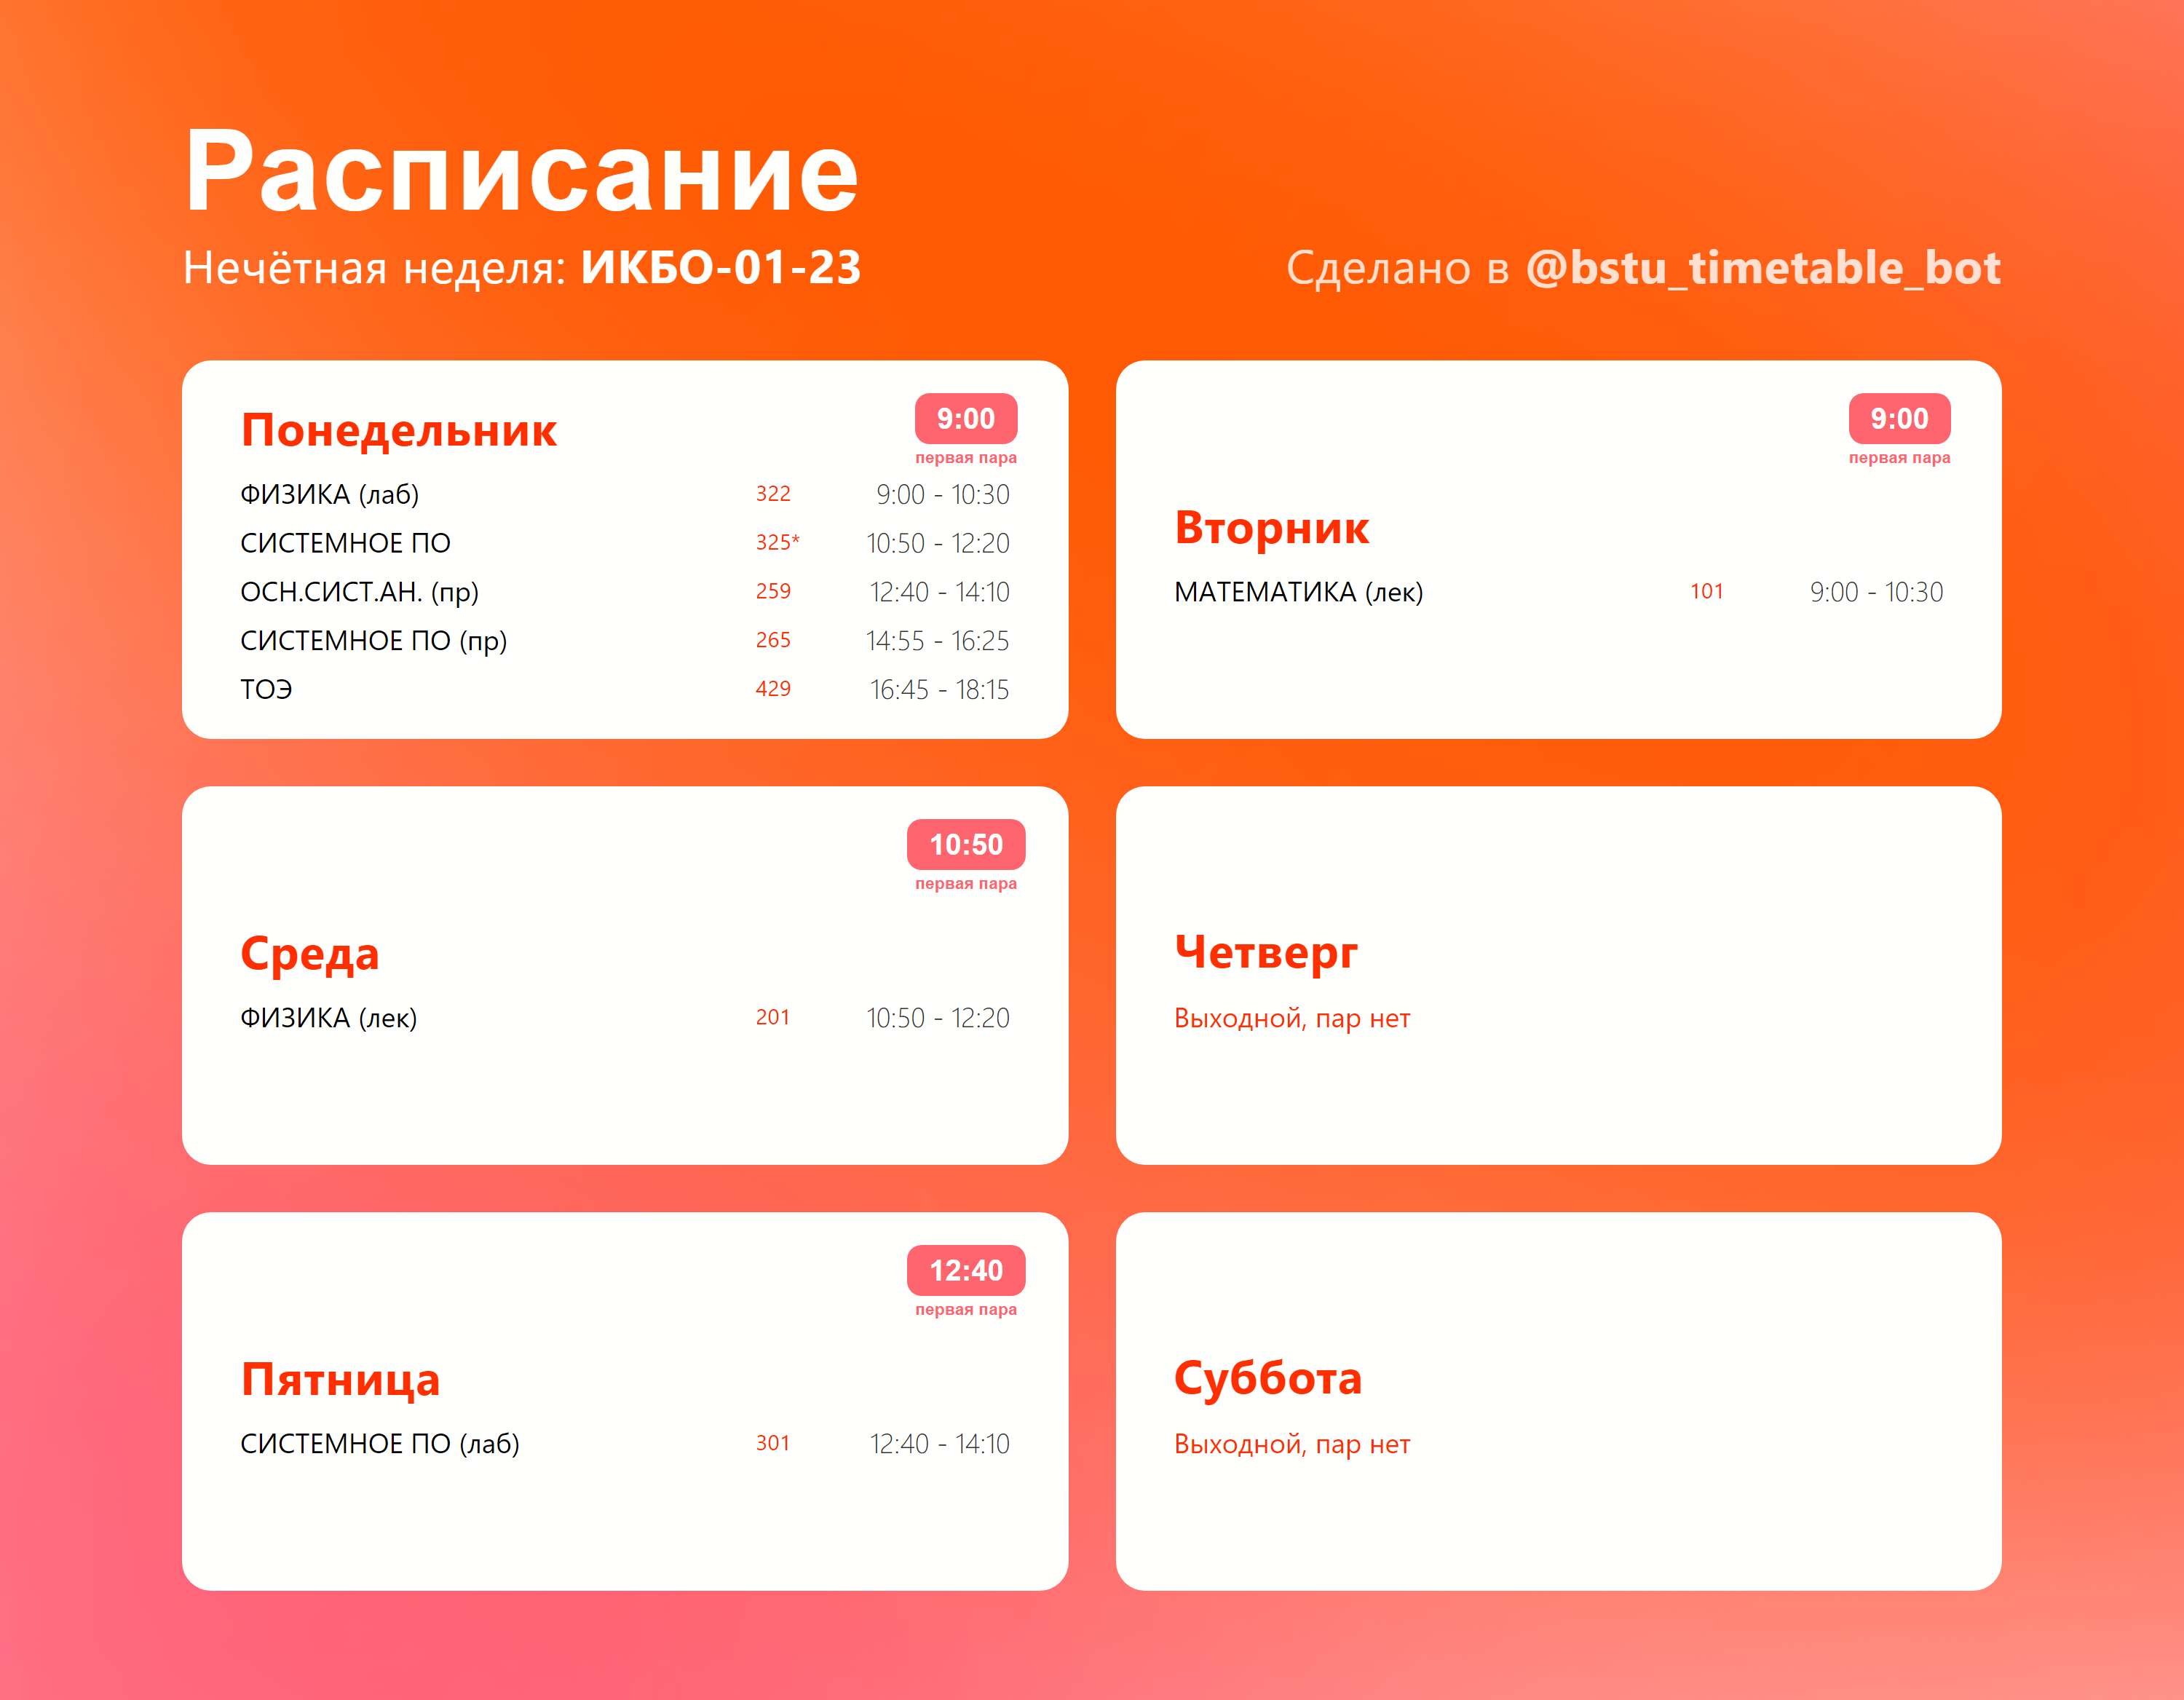 Расписание
Нечётная неделя: ИКБО-01-23
Сделано в @bstu_timetable_bot
Понедельник
9:00
первая пара
ФИЗИКА (лаб) 322 9:00 - 10:30
СИСТЕМНОЕ ПО 325* 10:50 - 12:20
ОСН.СИСТ.АН. (пр) 259 12:40 - 14:10
СИСТЕМНОЕ ПО (пр) 265 14:55 - 16:25
ТОЭ 429 16:45 - 18:15
9:00
первая пара
Вторник
МАТЕМАТИКА (лек) 101 9:00 - 10:30
10:50
первая пара
Среда
ФИЗИКА (лек) 201 10:50 - 12:20
Четверг
Выходной, пар нет
12:40
первая пара
Пятница
СИСТЕМНОЕ ПО (лаб) 301 12:40 - 14:10
Суббота
Выходной, пар нет